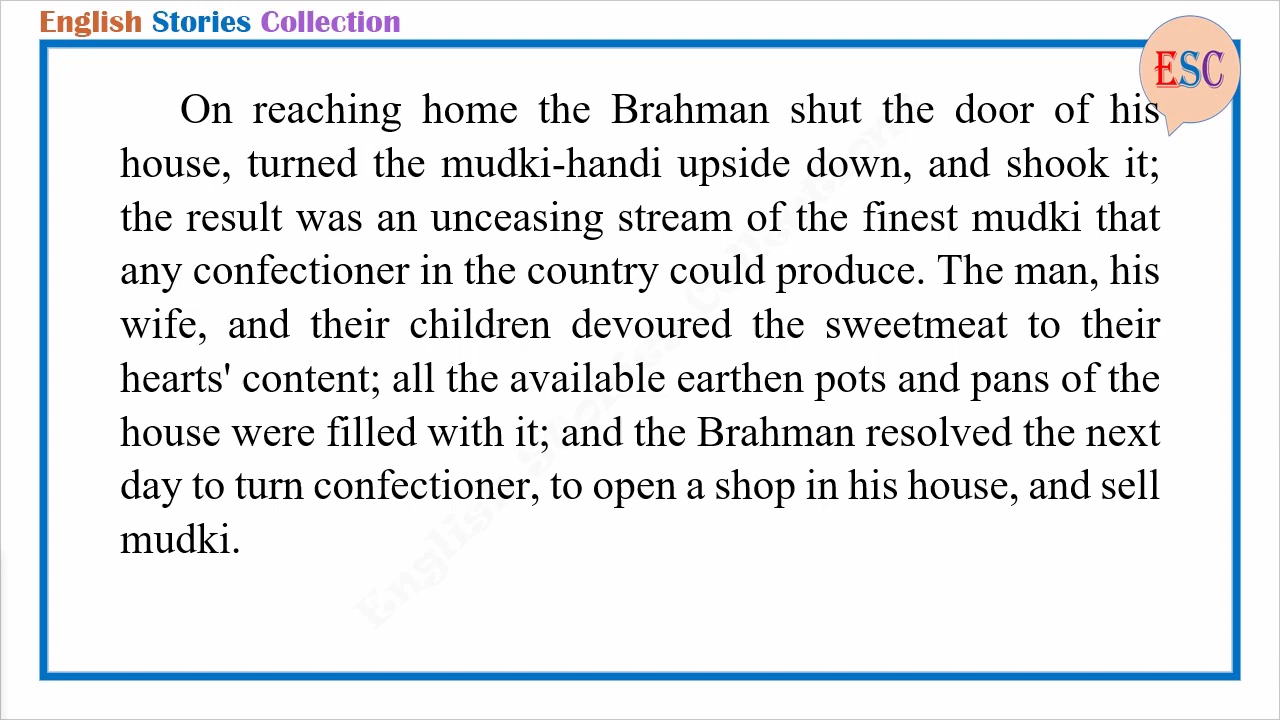 English Stories Collection
ESC
On reaching home the Brahman shut the door of his
house, turned the mudki-handi upside down, and shook it;
the result was an unceasing stream of the finest mudki that
any confectioner in the country could produce. The man, his
wife, and their children devoured the sweetmeat to their
hearts' content; all the available earthen pots and pans of the
house were filled with it; and the Brahman resolved the next
day to turn confectioner, to open a shop in his house, and sell
mudki.
English Stories Collection